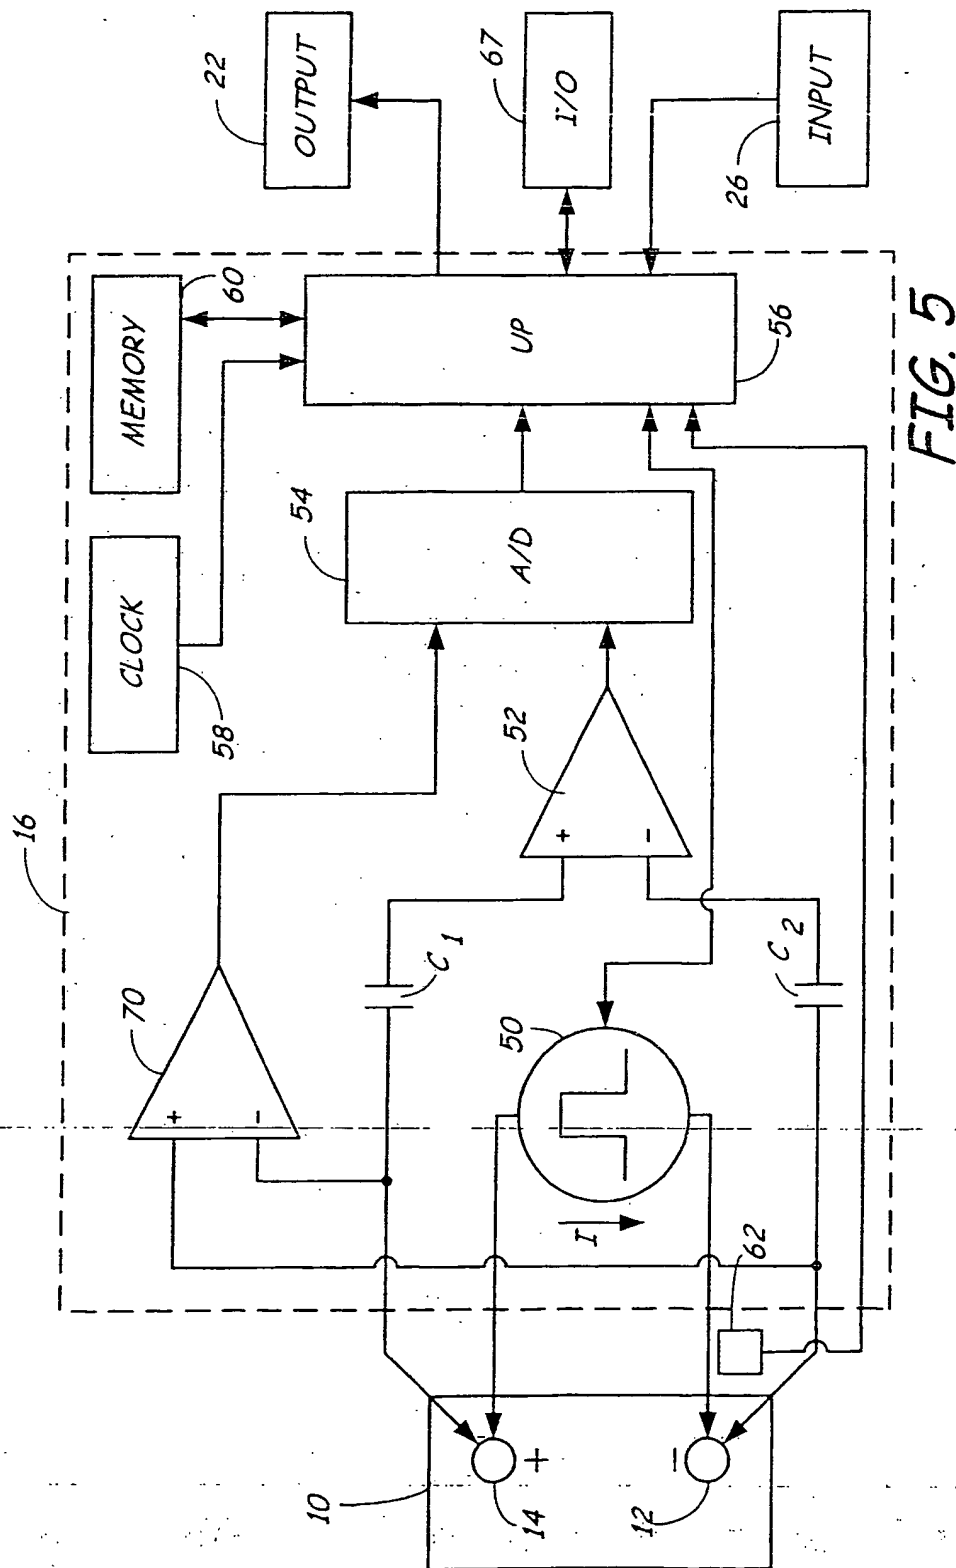 16
MEMORY
60
CLOCK
58
OUTPUT
22
I/O
67
INPUT
26
UP
56
A/D
54
70
+
-
52
+
-
C1
C2
50
I
62
10
+
14
-
12
FIG. 5